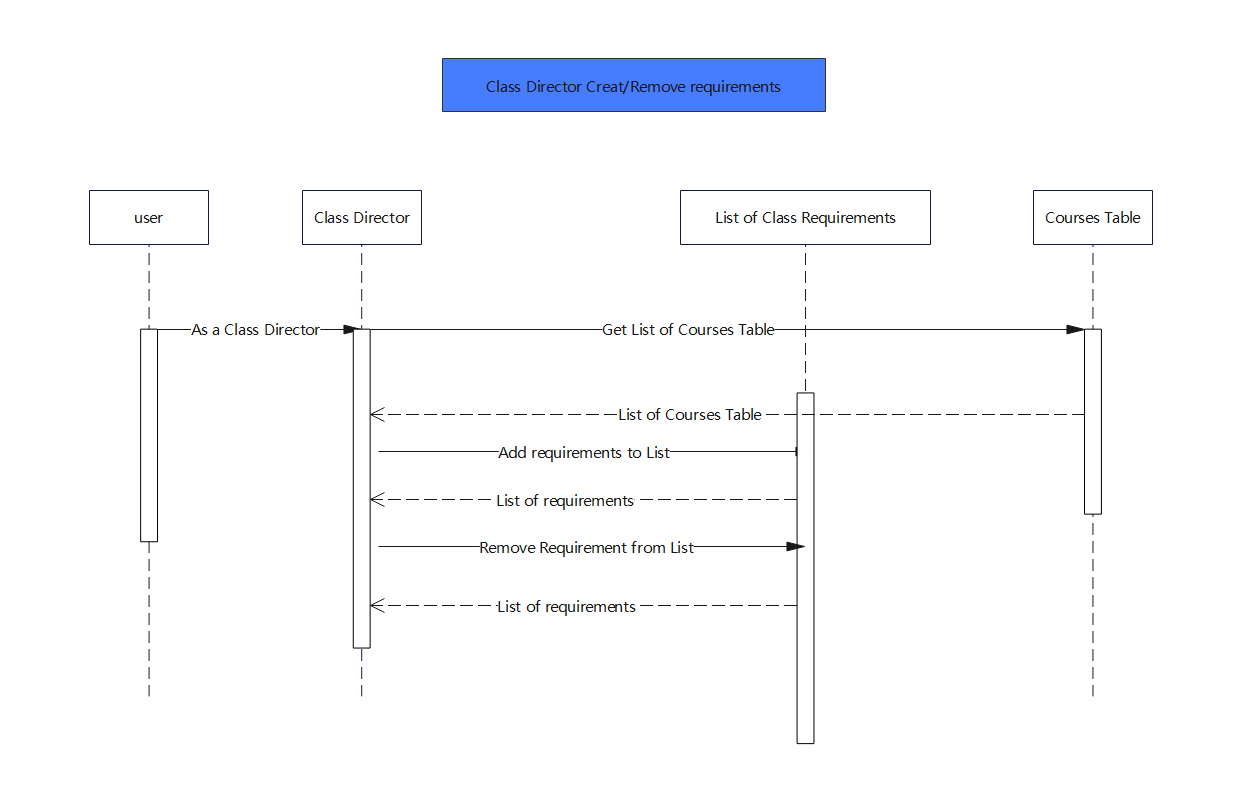 Class Director Creat/Remove requirements
user
Class Director
List of Class Requirements
Courses Table
As a Class Director
Get List of Courses Table
List of Courses Table
Add requirements to List
List of requirements
Remove Requirement from List
List of requirements